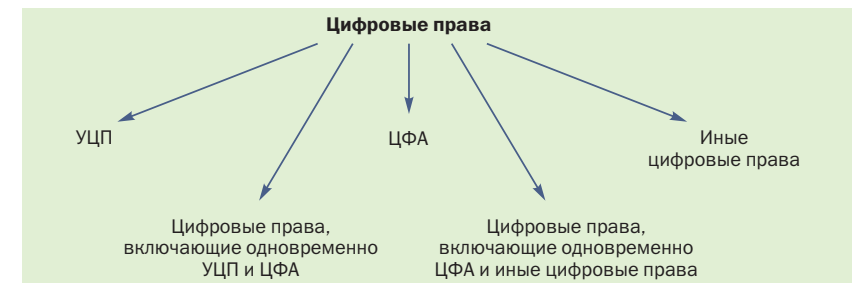 Цифровые права
УЦП
ЦФА
Иные
цифровые права
Цифровые права,
включающие одновременно
УЦП и ЦФА
Цифровые права,
включающие одновременно
ЦФА и иные цифровые права